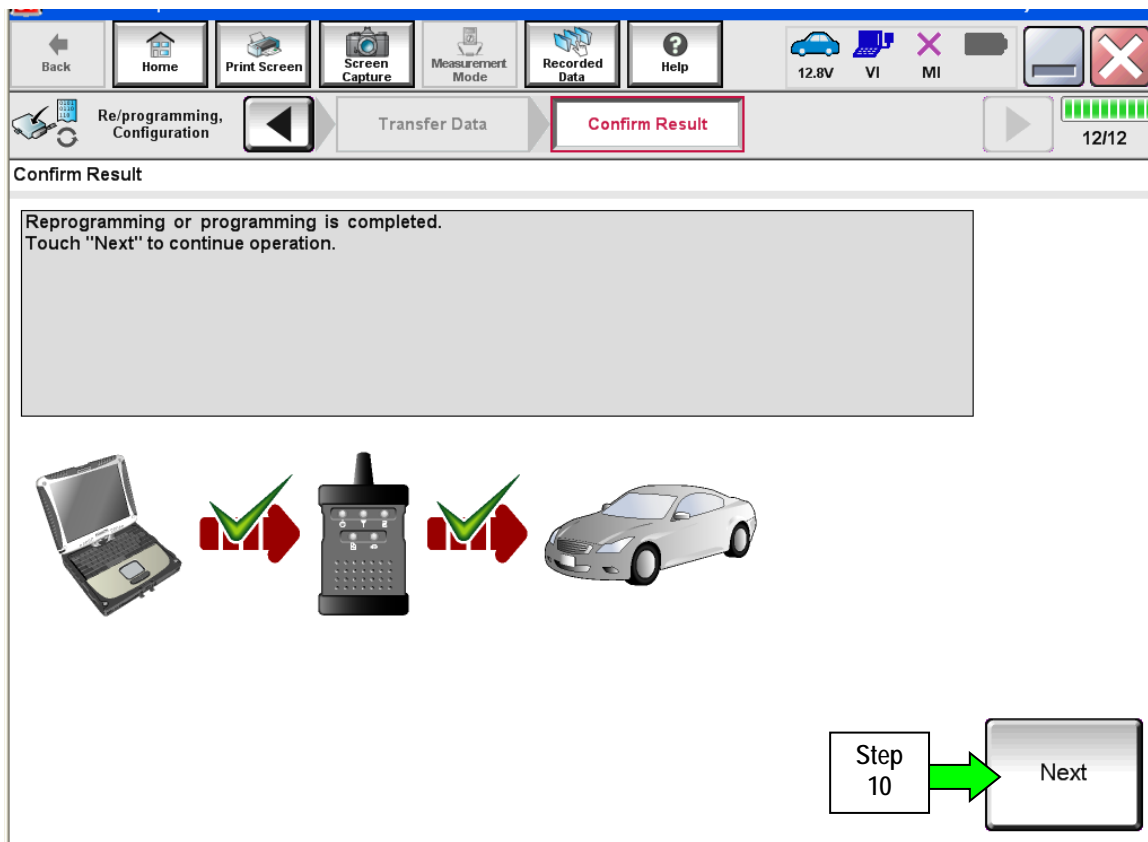 Back
Home
Print Screen
Screen
Capture
Measurement
Mode
Recorded
Data
Help
12.8V
VI
MI
Re/programming,
Configuration
Transfer Data
Confirm Result
12/12
Confirm Result
Reprogramming or programming is completed.
Touch "Next" to continue operation.
Step
10
Next